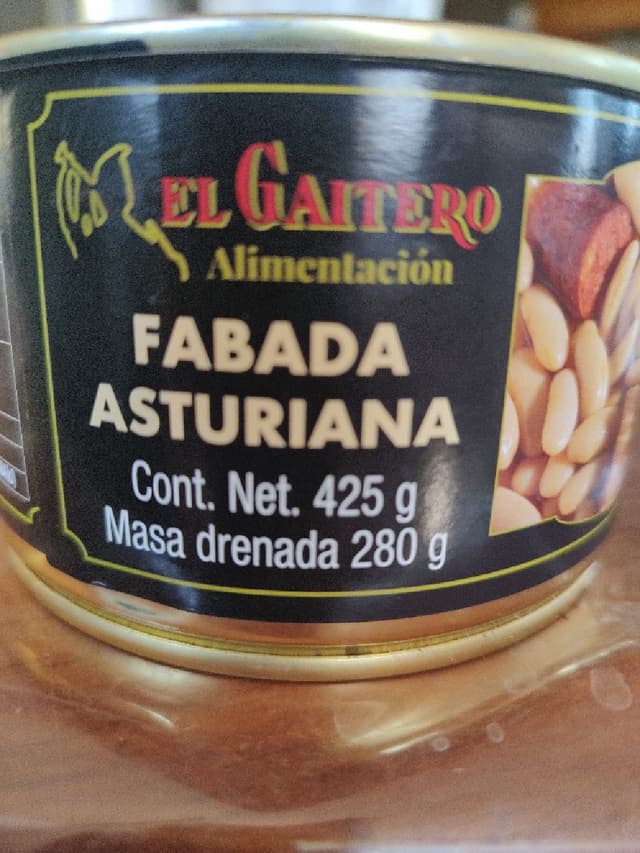 EL GAITERO
Alimentación
FABADA
ASTURIANA
Cont. Net. 425 g
Masa drenada 280 g